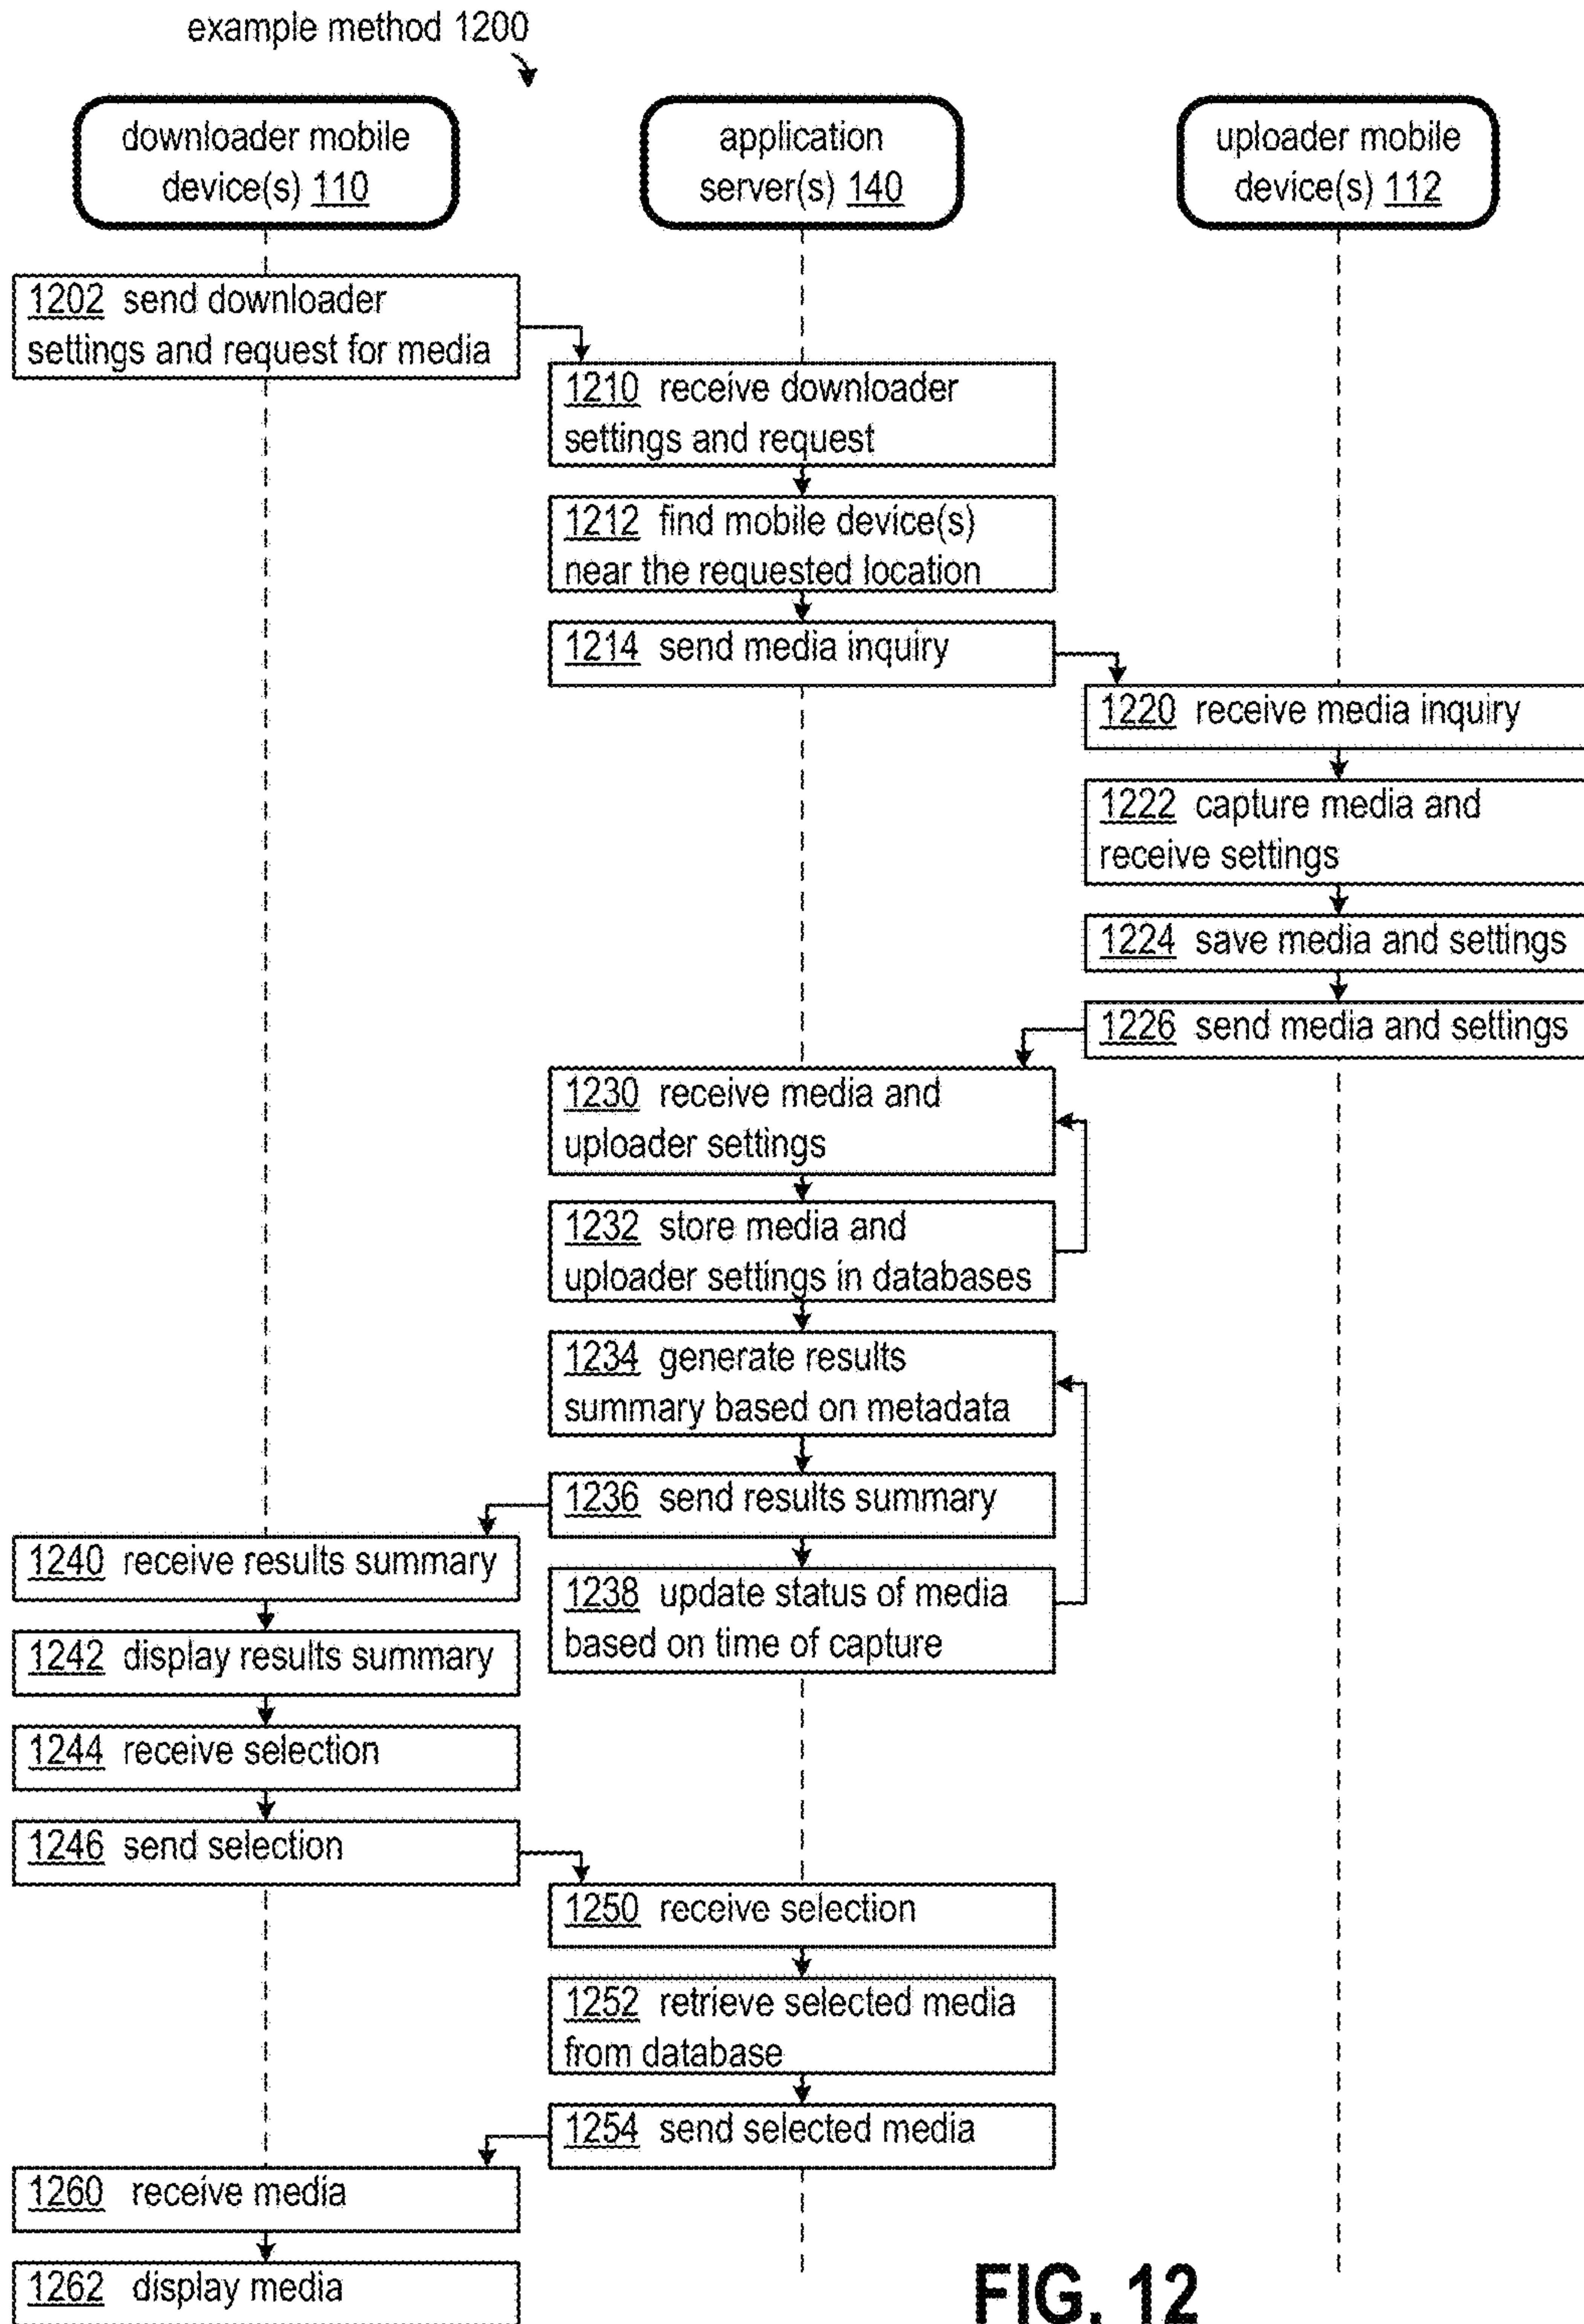 example method 1200
downloader mobile
device(s) 110
application
server(s) 140
uploader mobile
device(s) 112
1202 send downloader
settings and request for media
1210 receive downloader
settings and request
1212 find mobile device(s)
near the requested location
1214 send media inquiry
1220 receive media inquiry
1222 capture media and
receive settings
1224 save media and settings
1226 send media and settings
1230 receive media and
uploader settings
1232 store media and
uploader settings in databases
1234 generate results
summary based on metadata
1236 send results summary
1240 receive results summary
1238 update status of media
based on time of capture
1242 display results summary
1244 receive selection
1246 send selection
1250 receive selection
1252 retrieve selected media
from database
1254 send selected media
1260 receive media
1262 display media
FIG. 12